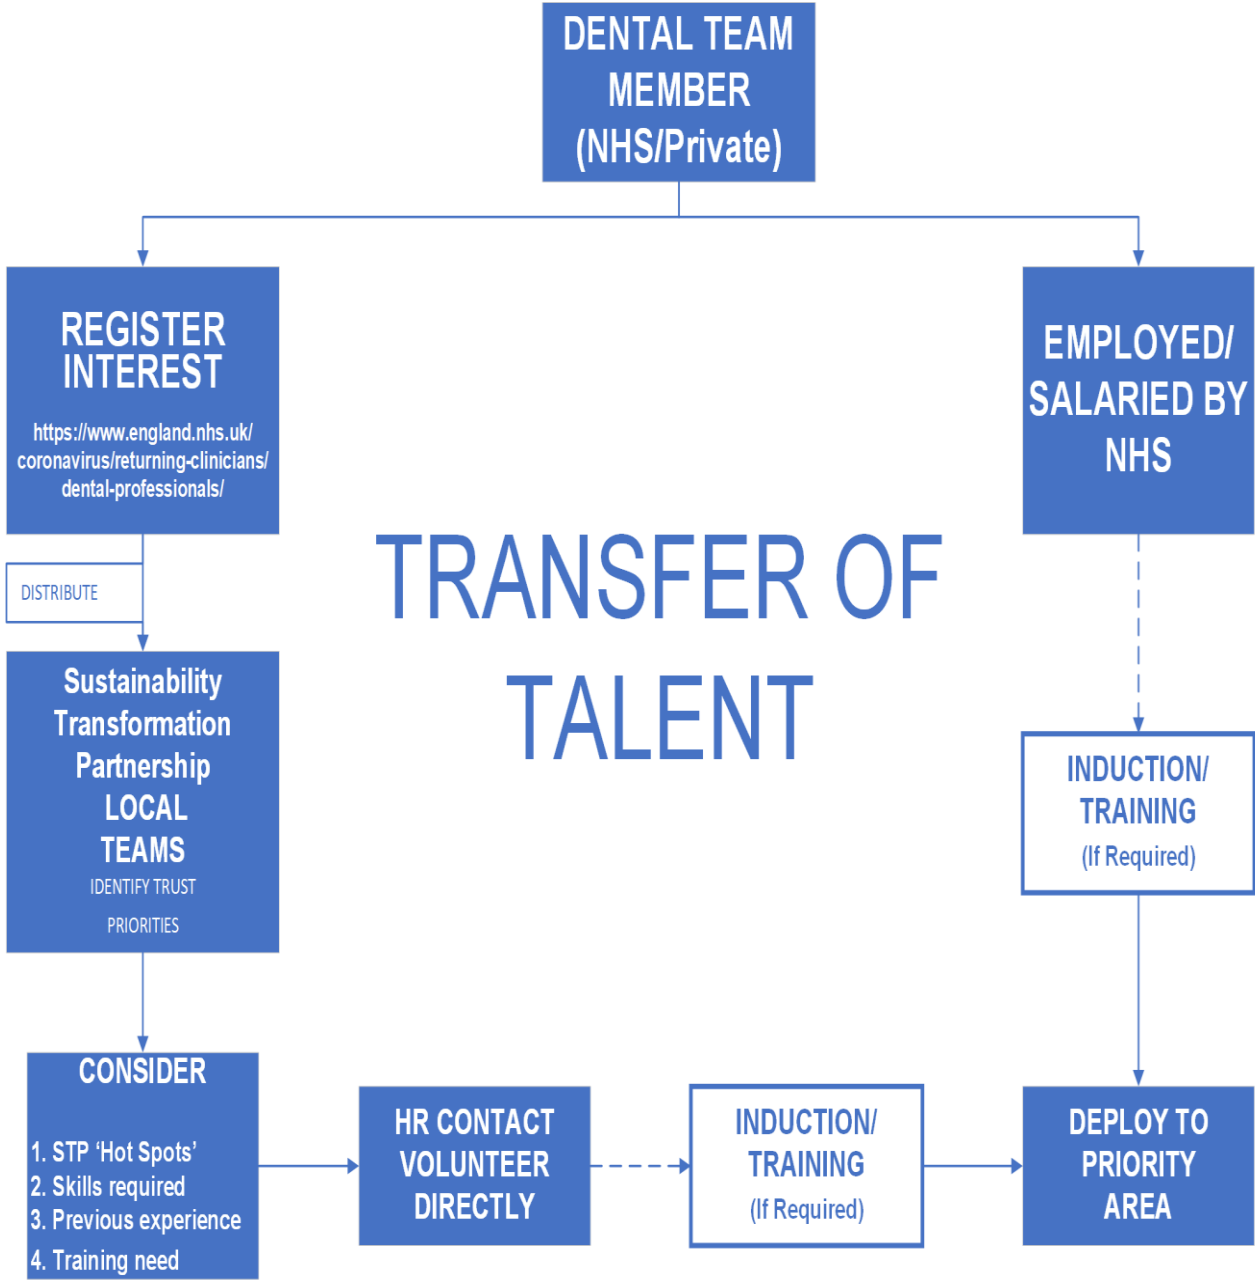 DENTAL TEAM
MEMBER
(NHS/Private)
REGISTER
INTEREST
https://www.england.nhs.uk/
coronavirus/returning-clinicians/
dental-professionals/
EMPLOYED/
SALARIED BY
NHS
TRANSFER OF
TALENT
DISTRIBUTE
Sustainability
Transformation
Partnership
LOCAL
TEAMS
IDENTIFY TRUST
PRIORITIES
INDUCTION/
TRAINING
(If Required)
CONSIDER
1. STP ‘Hot Spots’
2. Skills required
3. Previous experience
4. Training need
HR CONTACT
VOLUNTEER
DIRECTLY
INDUCTION/
TRAINING
(If Required)
DEPLOY TO
PRIORITY
AREA